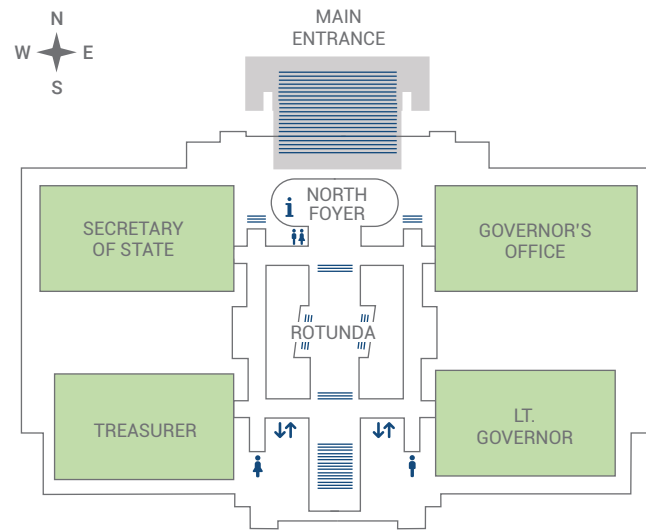 N
W E
S
MAIN
ENTRANCE
i
NORTH
FOYER
SECRETARY
OF STATE
GOVERNOR'S
OFFICE
ROTUNDA
TREASURER
LT.
GOVERNOR